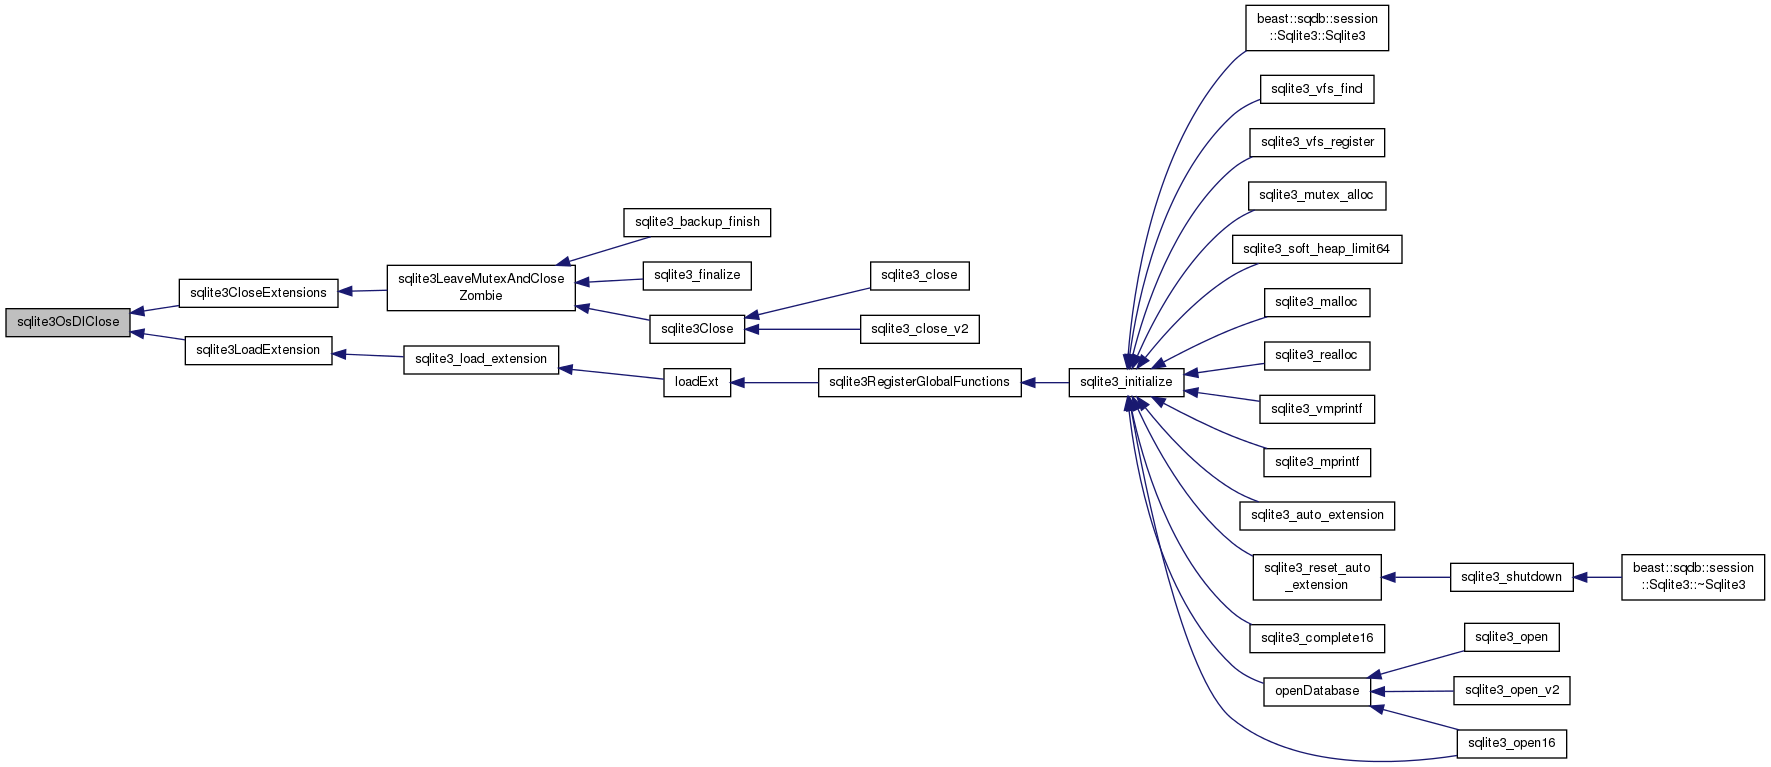 beast::sqdb::session
::Sqlite3::Sqlite3
sqlite3_vfs_find
sqlite3_vfs_register
sqlite3_mutex_alloc
sqlite3_backup_finish
sqlite3_soft_heap_limit64
sqlite3LeaveMutexAndClose
Zombie
sqlite3_finalize
sqlite3_close
sqlite3CloseExtensions
sqlite3_malloc
sqlite3OsDlClose
sqlite3Close
sqlite3_close_v2
sqlite3LoadExtension
sqlite3_load_extension
sqlite3_realloc
loadExt
sqlite3RegisterGlobalFunctions
sqlite3_initialize
sqlite3_vmprintf
sqlite3_mprintf
sqlite3_auto_extension
sqlite3_reset_auto
_extension
sqlite3_shutdown
beast::sqdb::session
::Sqlite3::~Sqlite3
sqlite3_complete16
sqlite3_open
openDatabase
sqlite3_open_v2
sqlite3_open16